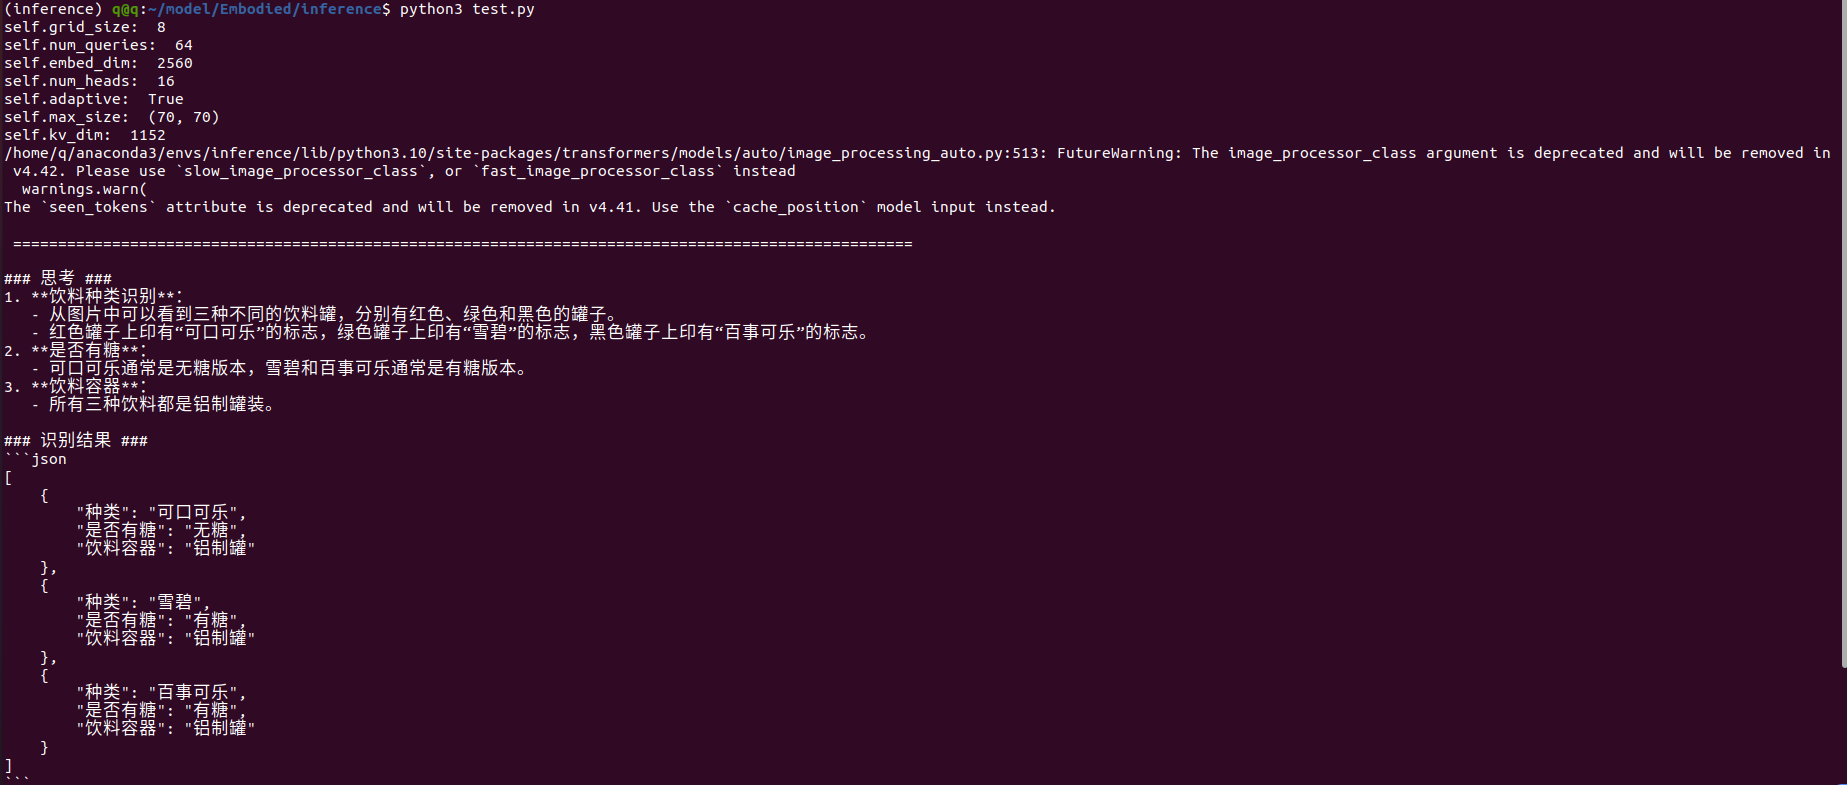 (inference) q@q:~/model/Embodied/inference$ python3 test.py
self.grid_size:  8
self.num_queries:  64
self.embed_dim:  2560
self.num_heads:  16
self.adaptive:  True
self.max_size:  (70, 70)
self.kv_dim:  1152
/home/q/anaconda3/envs/inference/lib/python3.10/site-packages/transformers/models/auto/image_processing_auto.py:513: FutureWarning: The image_processor_class argument is deprecated and will be removed in
 v4.42. Please use `slow_image_processor_class`, or `fast_image_processor_class` instead
  warnings.warn(
The `seen_tokens` attribute is deprecated and will be removed in v4.41. Use the `cache_position` model input instead.
====================================================================================================
### 思考 ###
1. **饮料种类识别**：
   - 从图片中可以看到三种不同的饮料罐，分别有红色、绿色和黑色的罐子。
   - 红色罐子上印有“可口可乐”的标志，绿色罐子上印有“雪碧”的标志，黑色罐子上印有“百事可乐”的标志。
2. **是否有糖**：
   - 可口可乐通常是无糖版本，雪碧和百事可乐通常是有糖版本。
3. **饮料容器**：
   - 所有三种饮料都是铝制罐装。
### 识别结果 ###
```json
[
    {
        "种类": "可口可乐",
        "是否有糖": "无糖",
        "饮料容器": "铝制罐"
    },
    {
        "种类": "雪碧",
        "是否有糖": "有糖",
        "饮料容器": "铝制罐"
    },
    {
        "种类": "百事可乐",
        "是否有糖": "有糖",
        "饮料容器": "铝制罐"
    }
]
```